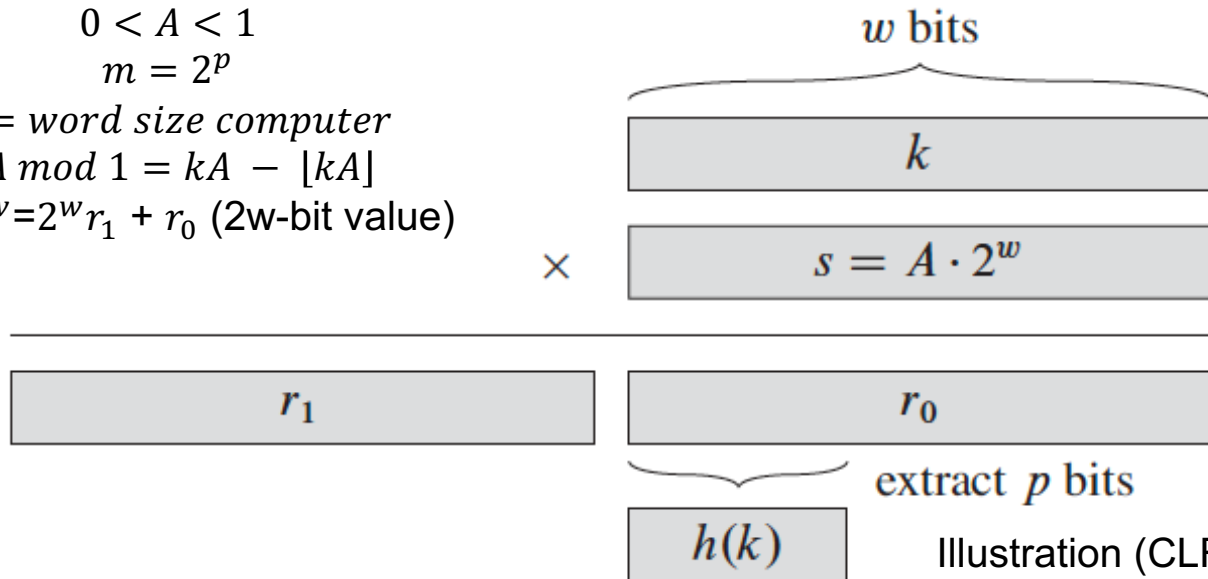 0 < A < 1
m = 2^p
= word size computer
A mod 1 = kA − ⌊kA⌋
=2^w r_1 + r_0 (2w-bit value)
w bits
k
× s = A · 2^w
r_1 r_0
extract p bits
h(k)
Illustration (CLR